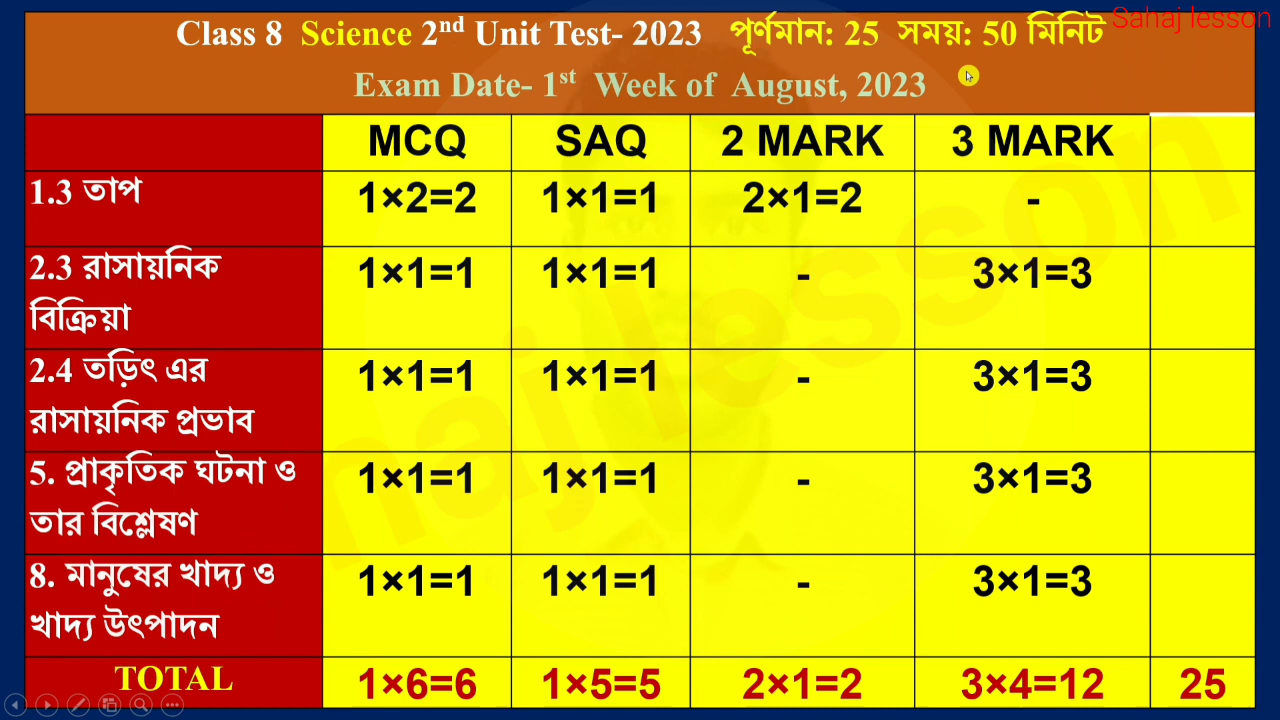 Sahaj lesson
Class 8 Science 2nd Unit Test- 2023 পূর্ণমান: 25 সময়: 50 মিনিট
Exam Date- 1st Week of August, 2023
MCQ SAQ 2 MARK 3 MARK
1.3 তাপ 1×2=2 1×1=1 2×1=2 -
2.3 রাসায়নিক
বিক্রিয়া 1×1=1 1×1=1 - 3×1=3
2.4 তড়িৎ এর
রাসায়নিক প্রভাব 1×1=1 1×1=1 - 3×1=3
5. প্রাকৃতিক ঘটনা ও
তার বিশ্লেষণ 1×1=1 1×1=1 - 3×1=3
8. মানুষের খাদ্য ও
খাদ্য উৎপাদন 1×1=1 1×1=1 - 3×1=3
TOTAL 1×6=6 1×5=5 2×1=2 3×4=12 25